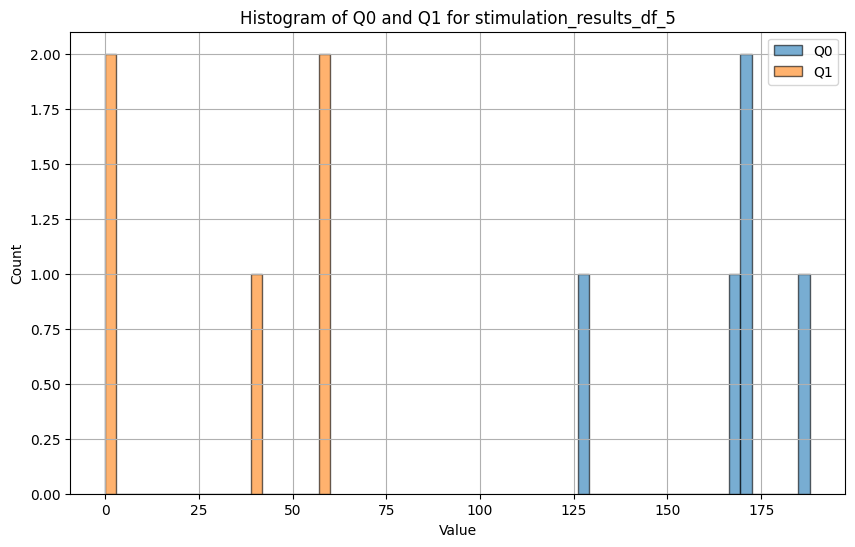 Histogram of Q0 and Q1 for stimulation_results_df_5
Q0
Q1
2.00
1.75
1.50
1.25
1.00
0.75
0.50
0.25
0.00
Count
0 25 50 75 100 125 150 175
Value